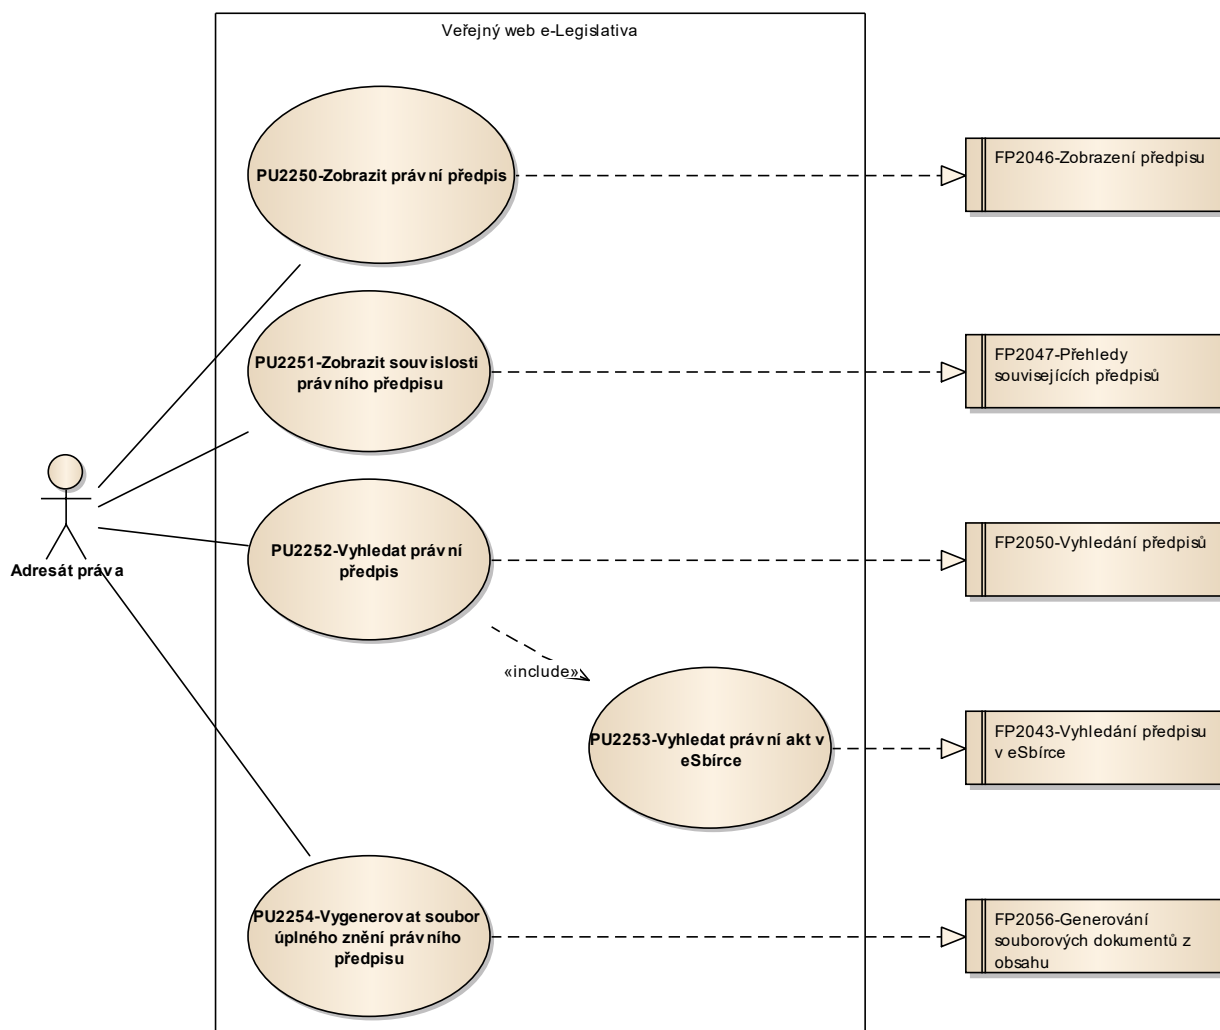 Veřejný web e-Legislativa
PU2250-Zobrazit právní předpis
FP2046-Zobrazení předpisu
PU2251-Zobrazit souvislosti
právního předpisu
FP2047-Přehledy
souvisejících předpisů
Adresát práva
PU2252-Vyhledat právní
předpis
FP2050-Vyhledání předpisů
«include»
PU2253-Vyhledat právní akt v
eSbírce
FP2043-Vyhledání předpisu
v eSbírce
PU2254-Vygenerovat soubor
úplného znění právního
předpisu
FP2056-Generování
souborových dokumentů z
obsahu